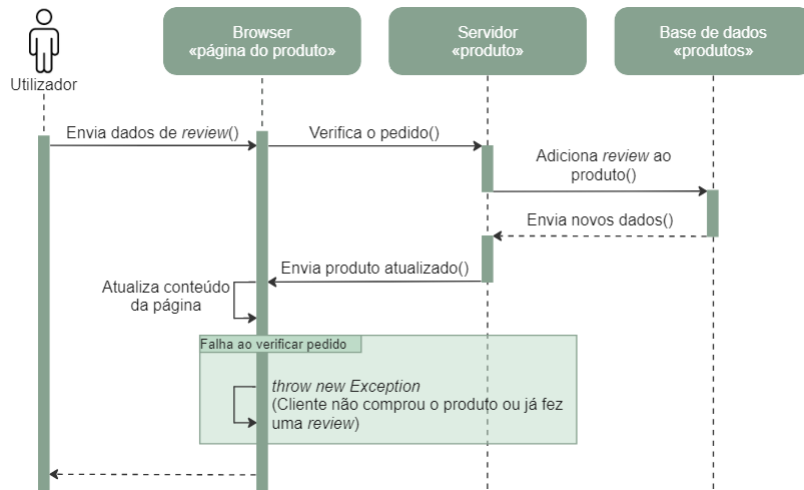 Browser
«página do produto»
Servidor
«produto»
Base de dados
«produtos»
Utilizador
Envia dados de review()
Verifica o pedido()
Adiciona review ao
produto()
Envia novos dados()
Envia produto atualizado()
Atualiza conteúdo
da página
Falha ao verificar pedido
throw new Exception
(Cliente não comprou o produto ou já fez
uma review)